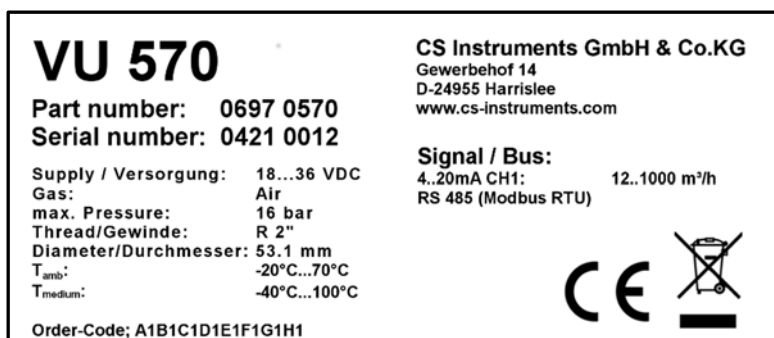 VU 570
Part number: 0697 0570
Serial number: 0421 0012
Supply / Versorgung: 18...36 VDC
Gas: Air
max. Pressure: 16 bar
Thread/Gewinde: R 2"
Diameter/Durchmesser: 53.1 mm
Tamb: -20°C...70°C
Tmedium: -40°C...100°C
Order-Code; A1B1C1D1E1F1G1H1
CS Instruments GmbH & Co.KG
Gewerbehof 14
D-24955 Harrislee
www.cs-instruments.com
Signal / Bus:
4..20mA CH1: 12..1000 m³/h
RS 485 (Modbus RTU)
CE